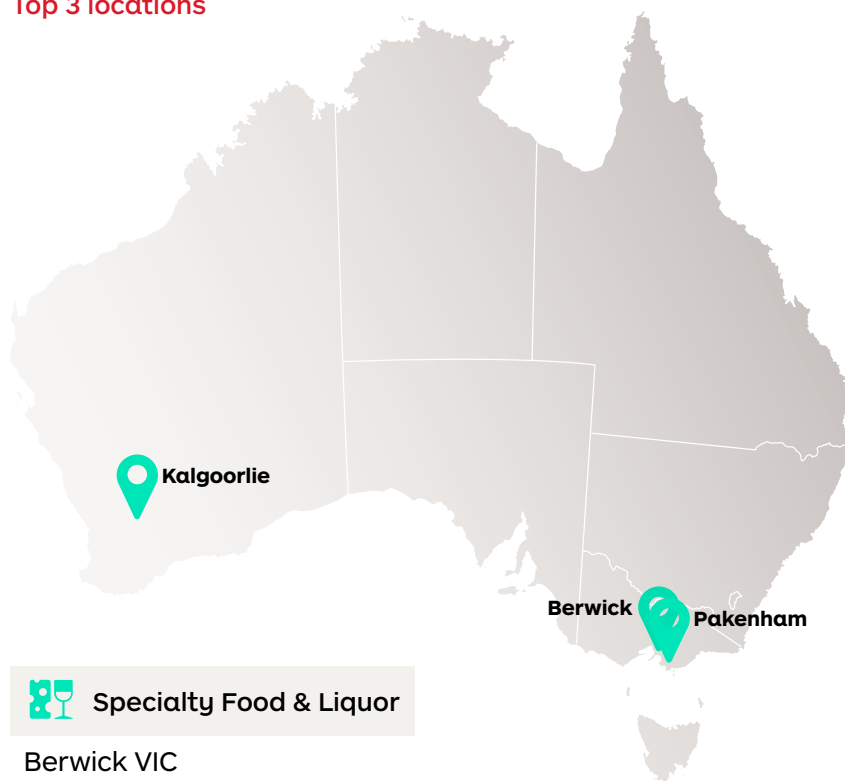 Top 3 locations
Kalgoorlie
Berwick
Pakenham
Specialty Food & Liquor
Berwick VIC